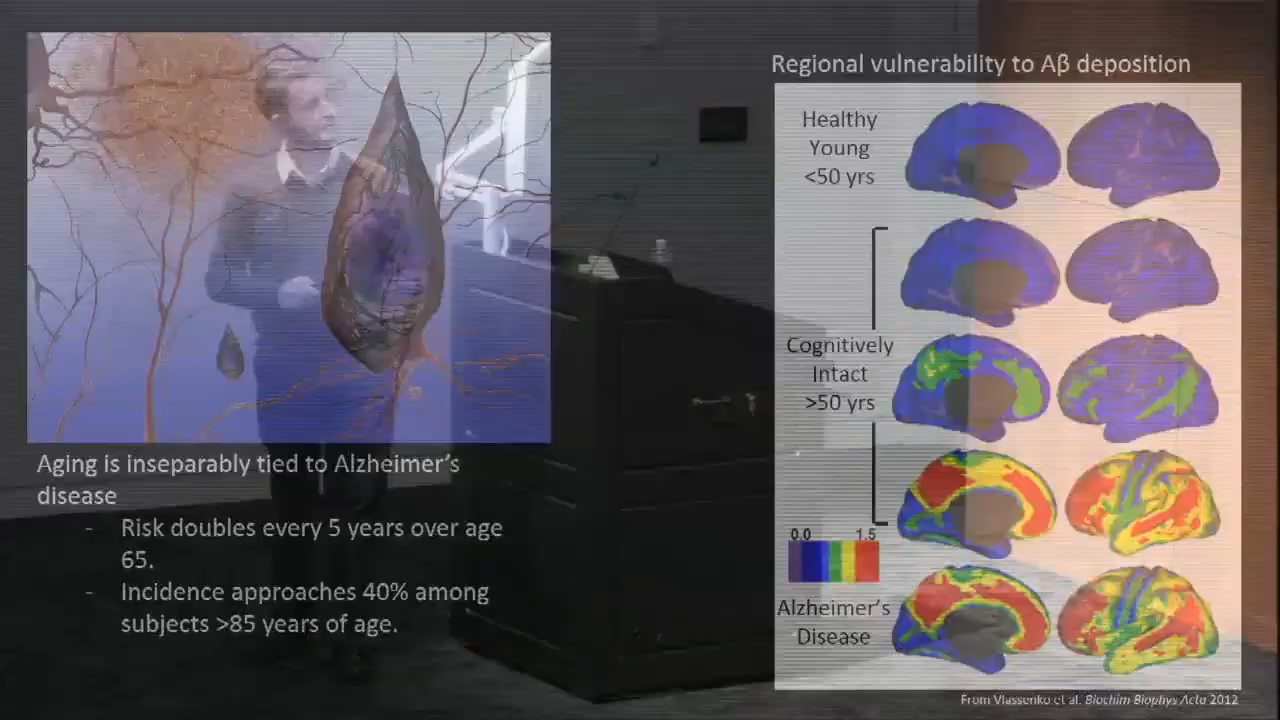 Regional vulnerability to Aβ deposition
Healthy
Young
<50 yrs
Cognitively
Intact
>50 yrs
0.0 1.5
Alzheimer's
Disease
From Vlassenko et al. Biochim Biophys Acta 2012
Aging is inseparably tied to Alzheimer's
disease
- Risk doubles every 5 years over age
65.
- Incidence approaches 40% among
subjects >85 years of age.